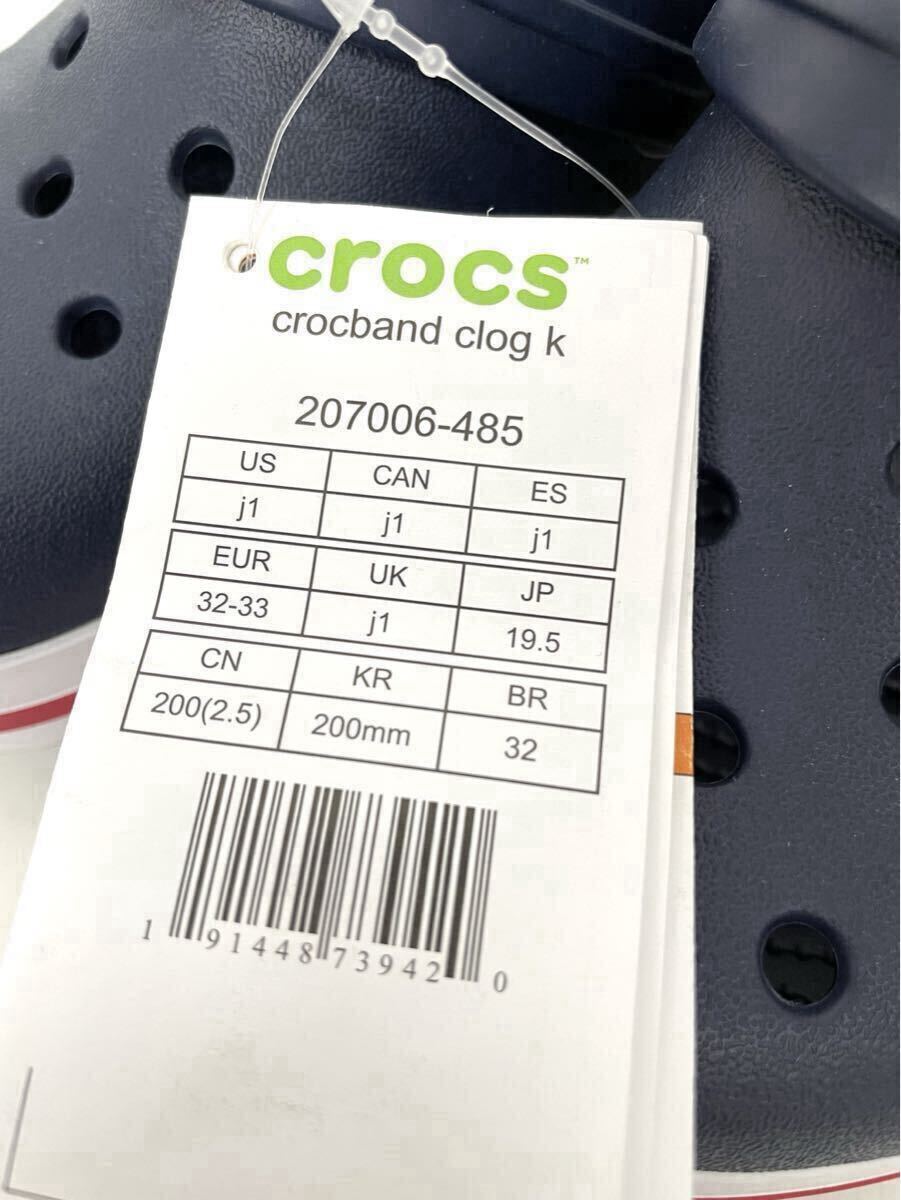 crocs™
crocband clog k
207006-485
US CAN ES
j1 j1 j1
EUR UK JP
32-33 j1 19.5
CN KR BR
200(2.5) 200mm 32
1 91448 73942 0